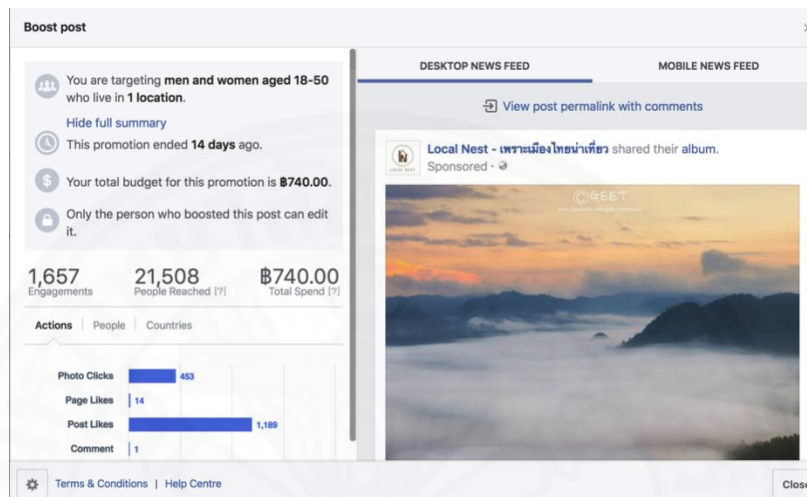 Boost post
You are targeting men and women aged 18-50
who live in 1 location.
Hide full summary
This promotion ended 14 days ago.
Your total budget for this promotion is ฿740.00.
Only the person who boosted this post can edit
it.
1,657
Engagements
21,508
People Reached [?]
฿740.00
Total Spend [?]
Actions
People
Countries
Photo Clicks 453
Page Likes 14
Post Likes 1,189
Comment 1
Terms & Conditions | Help Centre
DESKTOP NEWS FEED
MOBILE NEWS FEED
View post permalink with comments
LOCAL NEST
Local Nest - เพราะเมืองไทยน่าเที่ยว shared their album.
Sponsored ·
©GEET
Close